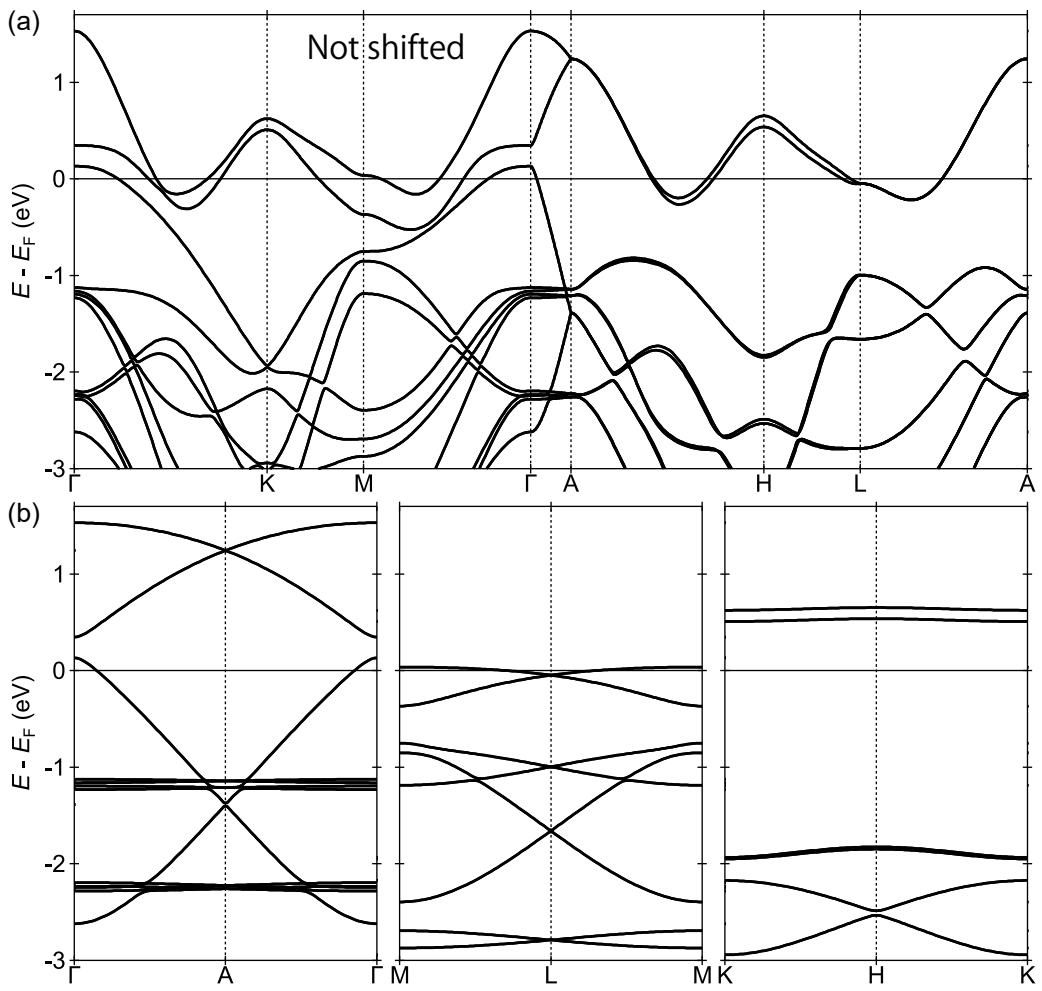 (a)
Not shifted
1
0
-1
-2
-3
E - EF (eV)
Γ K M Γ A H L A
(b)
1
0
-1
-2
-3
E - EF (eV)
Γ A Γ M L M K H K